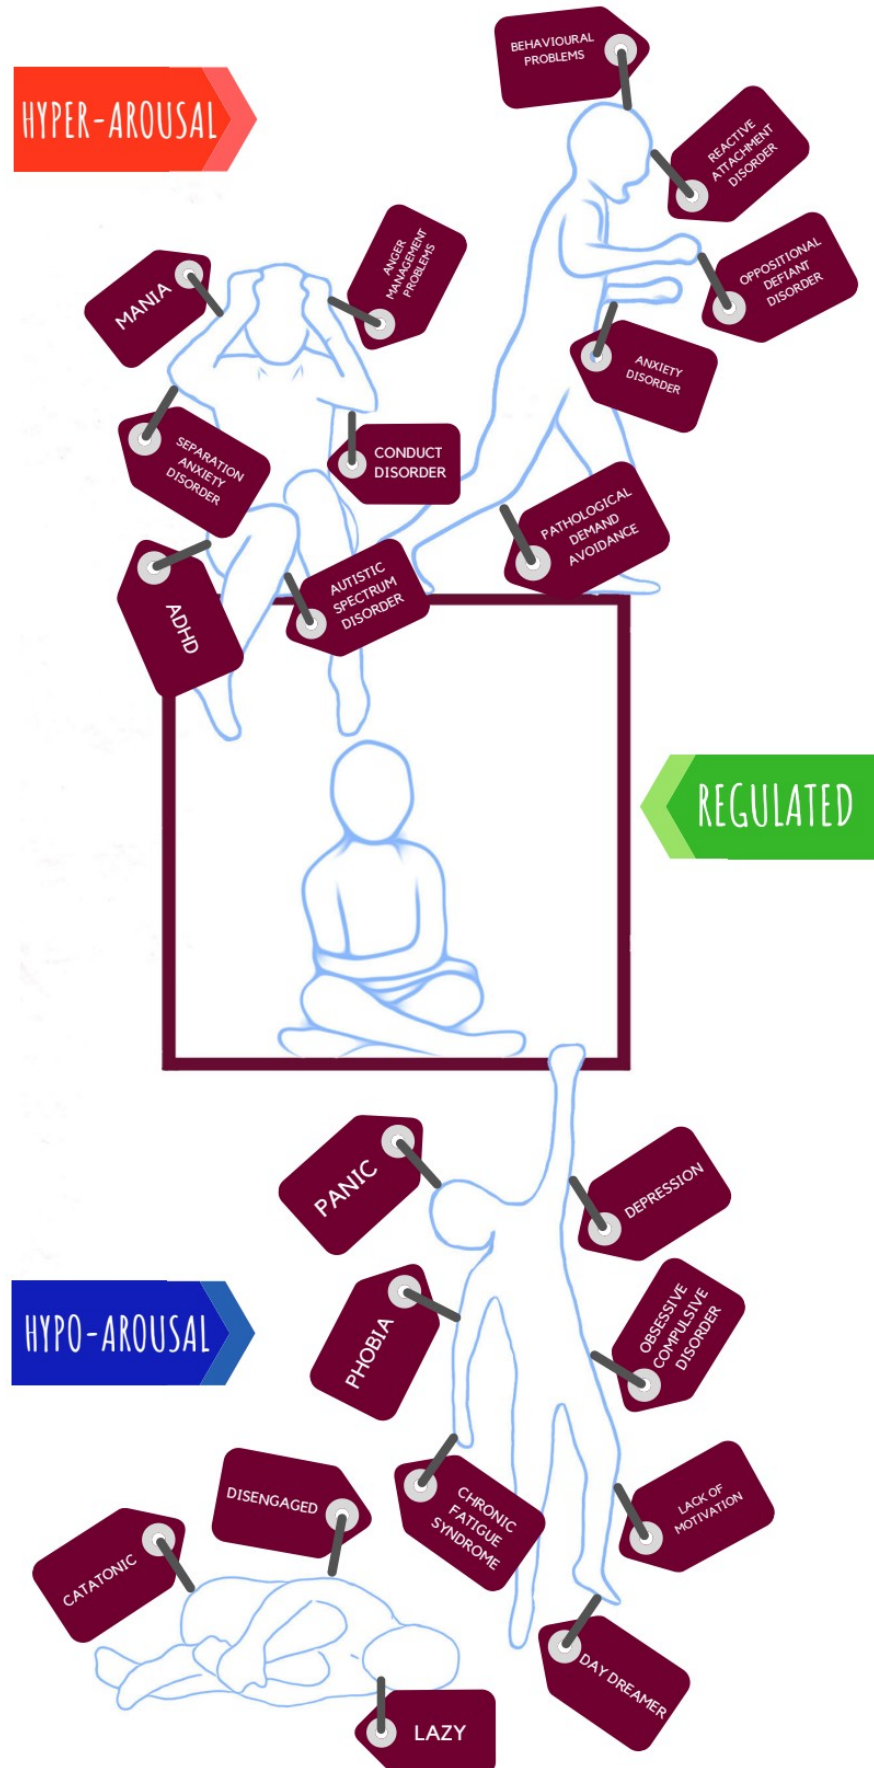 BEHAVIOURAL
PROBLEMS
HYPER-AROUSAL
REACTIVE
ATTACHMENT
DISORDER
ANGER
MANAGEMENT
PROBLEMS
OPPOSITIONAL
DEFIANT
DISORDER
MANIA
ANXIETY
DISORDER
SEPARATION
ANXIETY
DISORDER
CONDUCT
DISORDER
PATHOLOGICAL
DEMAND
AVOIDANCE
ADHD
AUTISTIC
SPECTRUM
DISORDER
REGULATED
PANIC
DEPRESSION
HYPO-AROUSAL
PHOBIA
OBSESSIVE
COMPULSIVE
DISORDER
DISENGAGED
CHRONIC
FATIGUE
SYNDROME
LACK OF
MOTIVATION
CATATONIC
DAY DREAMER
LAZY